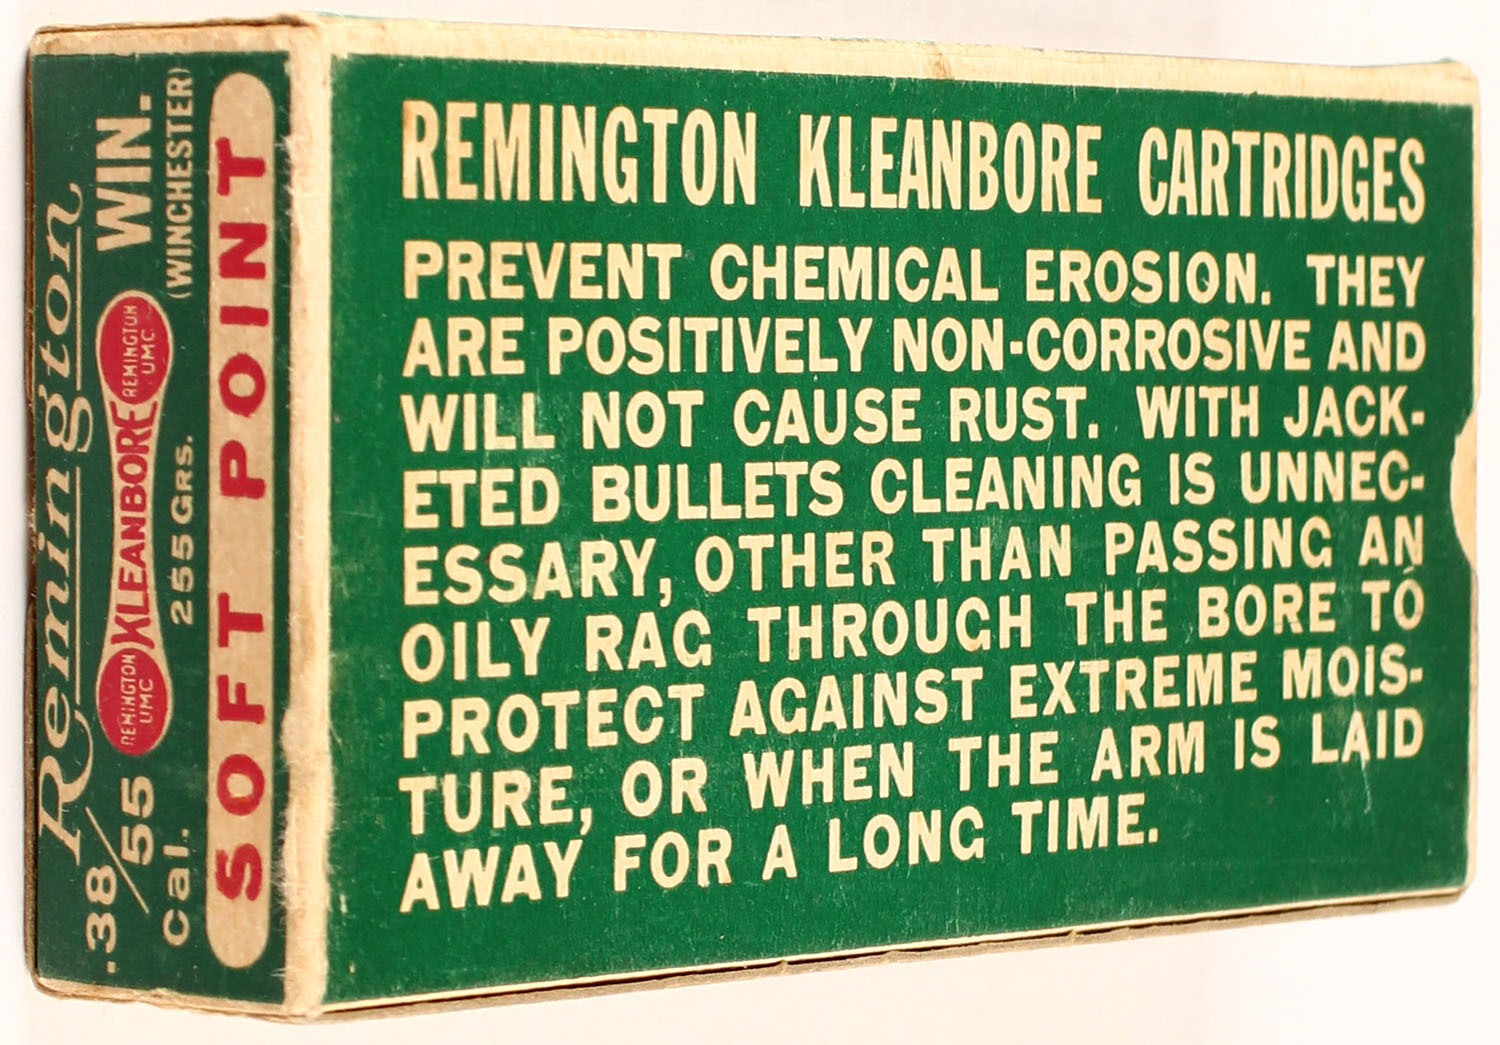 REMINGTON KLEANBORE CARTRIDGES
PREVENT CHEMICAL EROSION. THEY
ARE POSITIVELY NON-CORROSIVE AND
WILL NOT CAUSE RUST. WITH JACK-
ETED BULLETS CLEANING IS UNNEC-
ESSARY, OTHER THAN PASSING AN
OILY RAG THROUGH THE BORE TO
PROTECT AGAINST EXTREME MOIS-
TURE, OR WHEN THE ARM IS LAID
AWAY FOR A LONG TIME.
Remington
.38/55 WIN.
REMINGTON
UMC
KLEANBORE
REMINGTON
UMC
Cal. 255 Grs. (WINCHESTER)
SOFT POINT